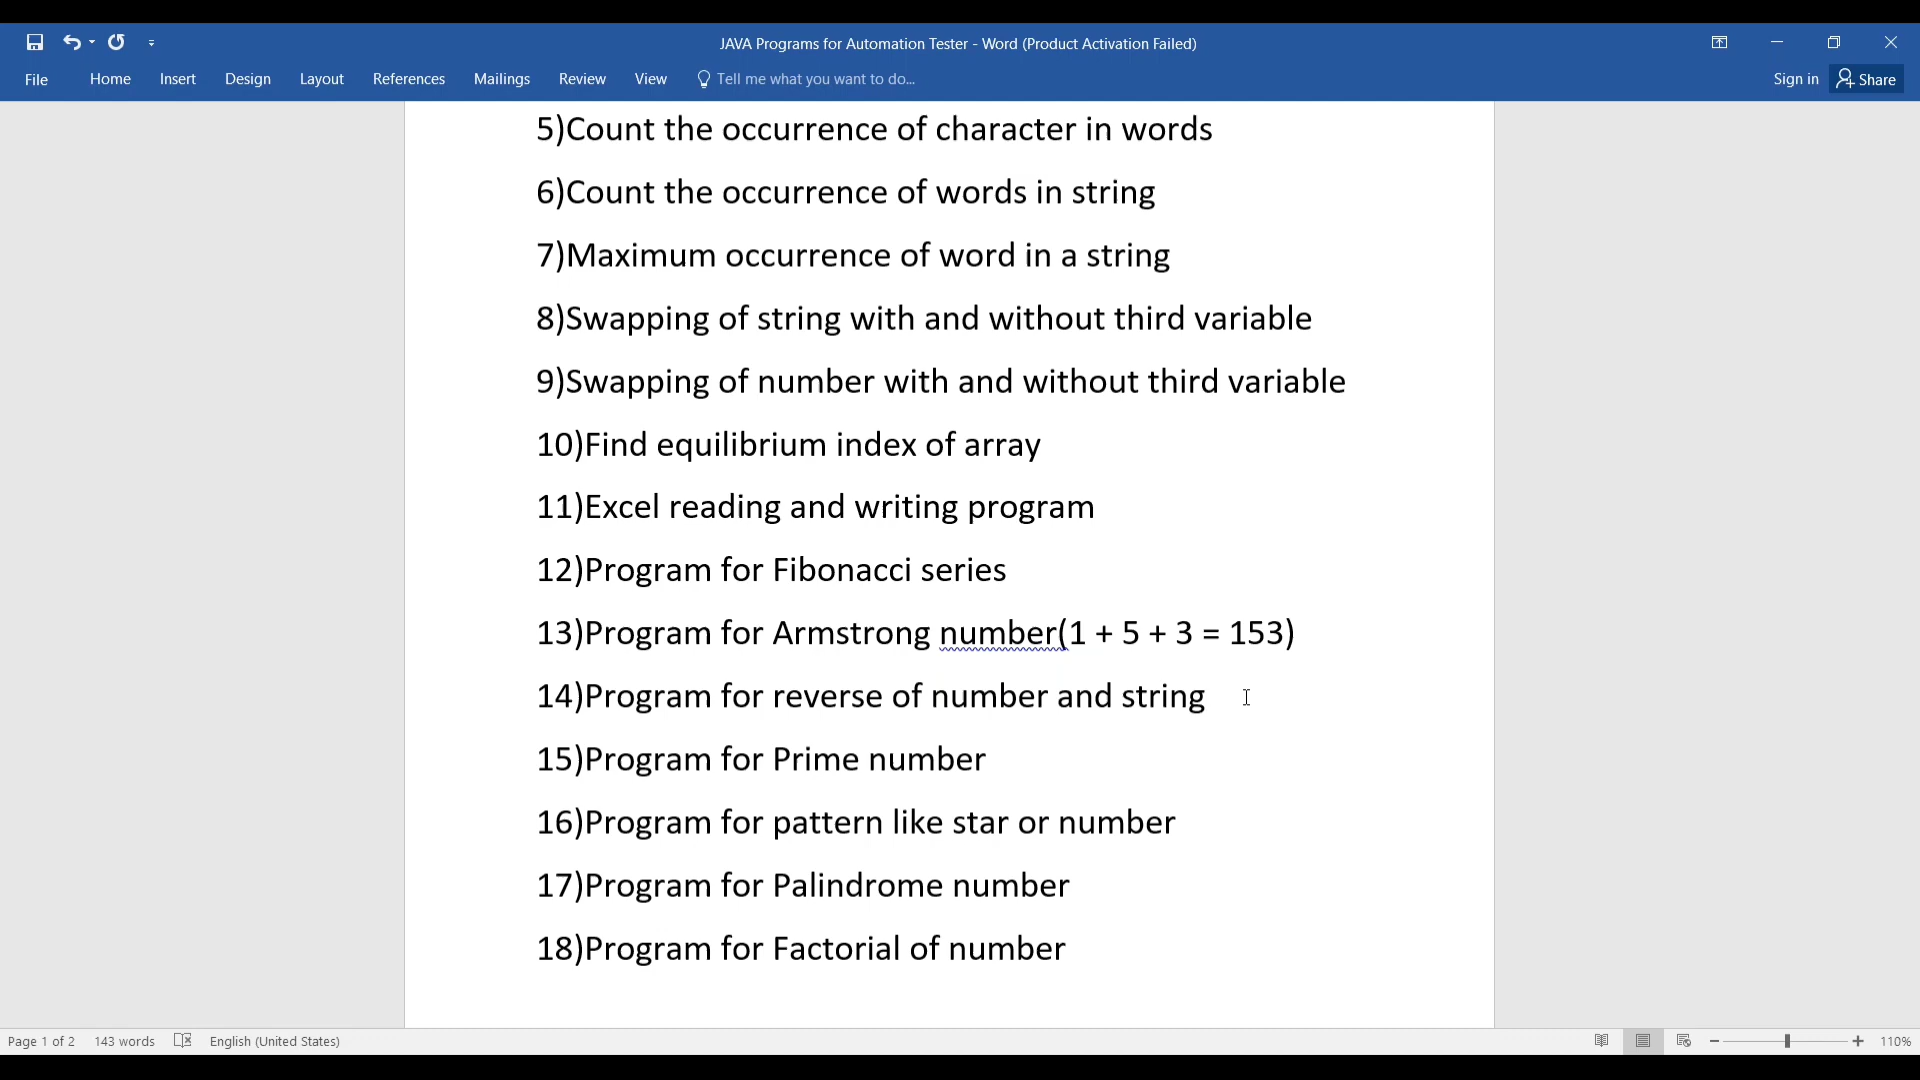 JAVA Programs for Automation Tester - Word (Product Activation Failed)
File Home Insert Design Layout References Mailings Review View Tell me what you want to do... Sign in Share
5)Count the occurrence of character in words
6)Count the occurrence of words in string
7)Maximum occurrence of word in a string
8)Swapping of string with and without third variable
9)Swapping of number with and without third variable
10)Find equilibrium index of array
11)Excel reading and writing program
12)Program for Fibonacci series
13)Program for Armstrong number(1 + 5 + 3 = 153)
14)Program for reverse of number and string
15)Program for Prime number
16)Program for pattern like star or number
17)Program for Palindrome number
18)Program for Factorial of number
Page 1 of 2 143 words English (United States) 110%